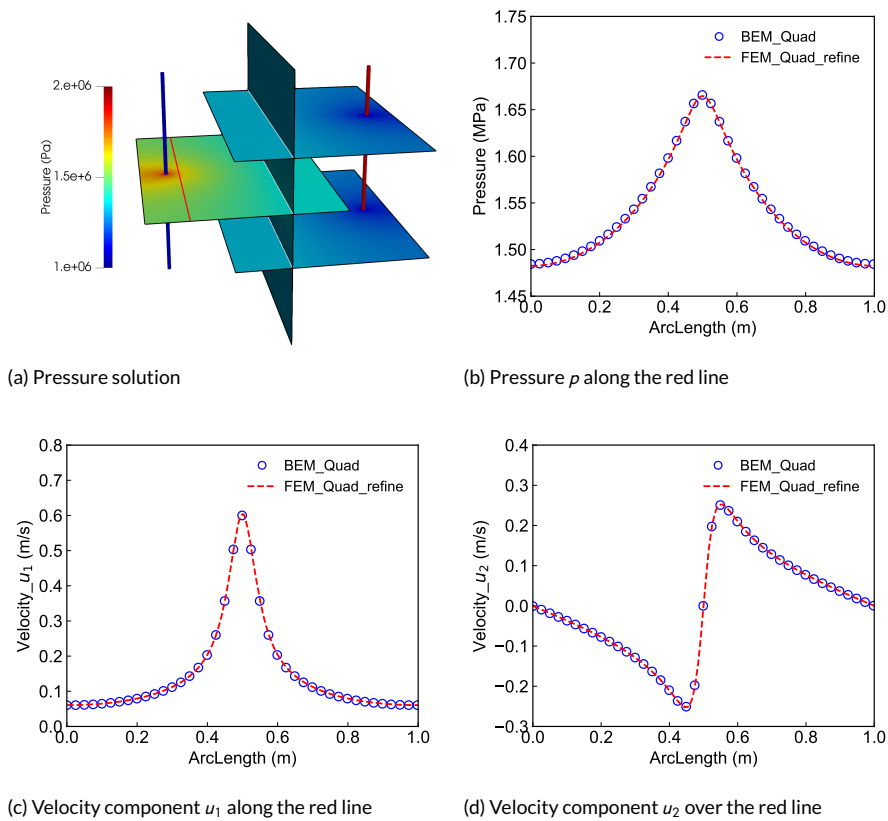 2.e+06
1.5e+06
1.e+06
Pressure (Pa)
(a) Pressure solution
1.75
1.70
1.65
1.60
1.55
1.50
1.45
Pressure (MPa)
BEM_Quad
FEM_Quad_refine
0.0 0.2 0.4 0.6 0.8 1.0
ArcLength (m)
(b) Pressure p along the red line
0.8
0.7
0.6
0.5
0.4
0.3
0.2
0.1
0.0
Velocity_u1 (m/s)
BEM_Quad
FEM_Quad_refine
0.0 0.2 0.4 0.6 0.8 1.0
ArcLength (m)
(c) Velocity component u1 along the red line
0.4
0.3
0.2
0.1
0.0
−0.1
−0.2
−0.3
Velocity_u2 (m/s)
BEM_Quad
FEM_Quad_refine
0.0 0.2 0.4 0.6 0.8 1.0
ArcLength (m)
(d) Velocity component u2 over the red line